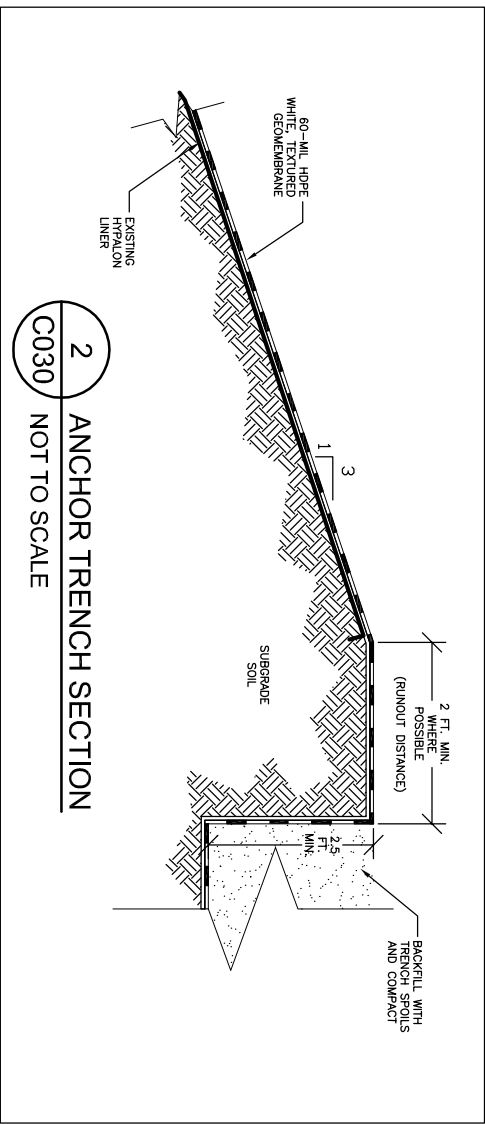 60-MIL HDPE
WHITE, TEXTURED
GEOMEMBRANE
EXISTING
HYPALON
LINER
3
1
SUBGRADE
SOIL
2 FT. MIN.
WHERE
POSSIBLE
(RUNOUT DISTANCE)
2.5
FT.
MIN.
BACKFILL WITH
TRENCH SPOILS
AND COMPACT
2
C030
ANCHOR TRENCH SECTION
NOT TO SCALE